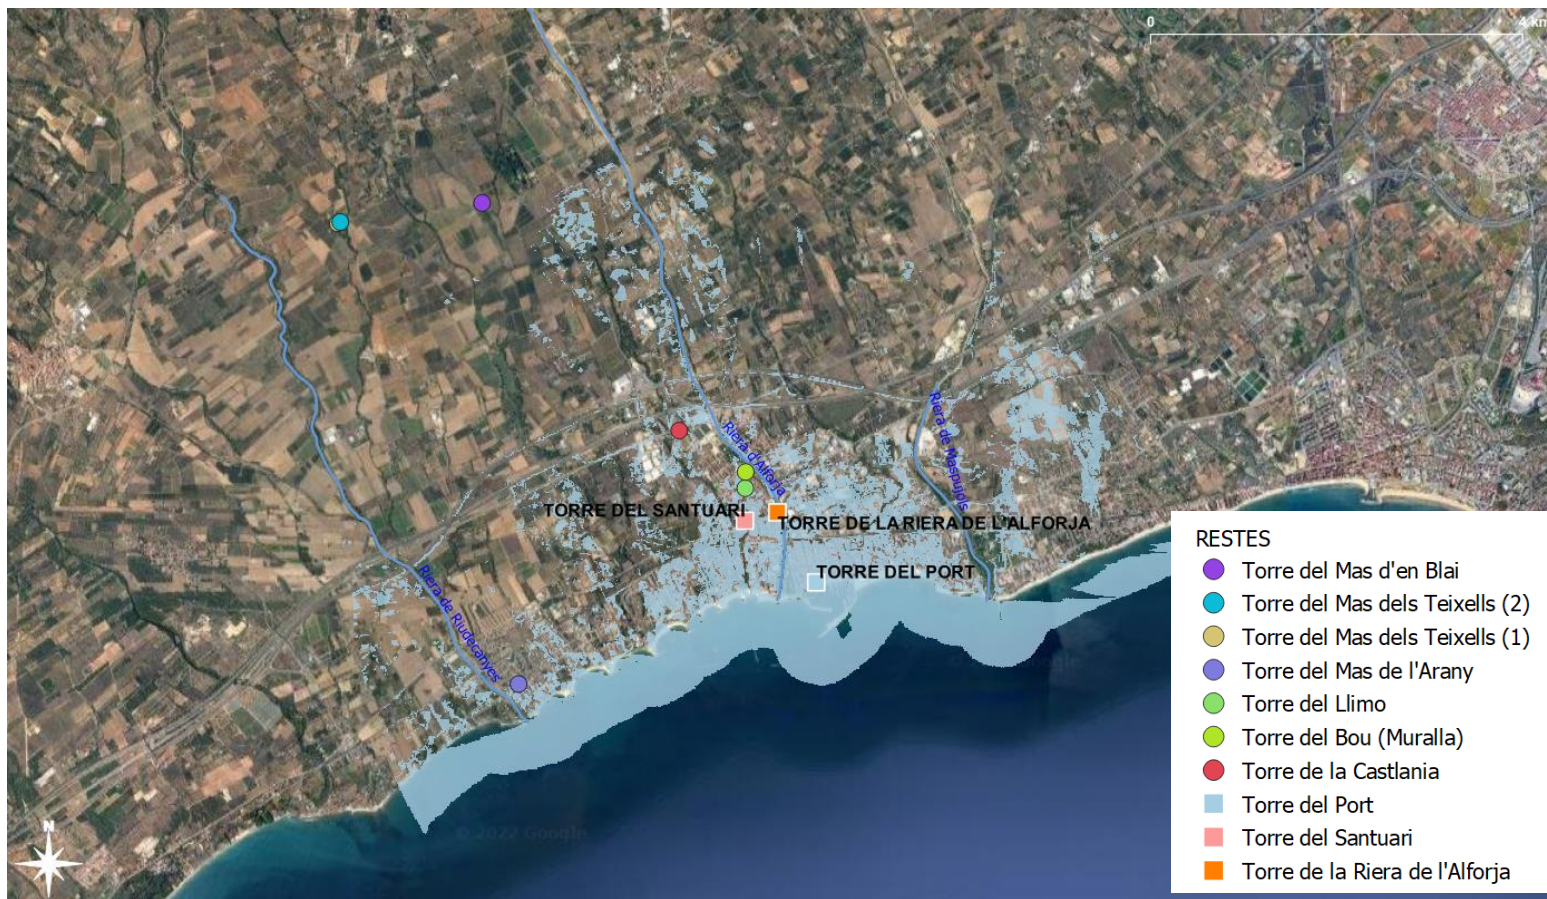 0 4 km
Riera d'Alforja
Riera de Maspujols
TORRE DEL SANTUARI
TORRE DE LA RIERA DE L'ALFORJA
TORRE DEL PORT
Riera de Riudecanyes
N
© 2022 Google
Google
RESTES
Torre del Mas d'en Blai
Torre del Mas dels Teixells (2)
Torre del Mas dels Teixells (1)
Torre del Mas de l'Arany
Torre del Llimo
Torre del Bou (Muralla)
Torre de la Castlania
Torre del Port
Torre del Santuari
Torre de la Riera de l'Alforja